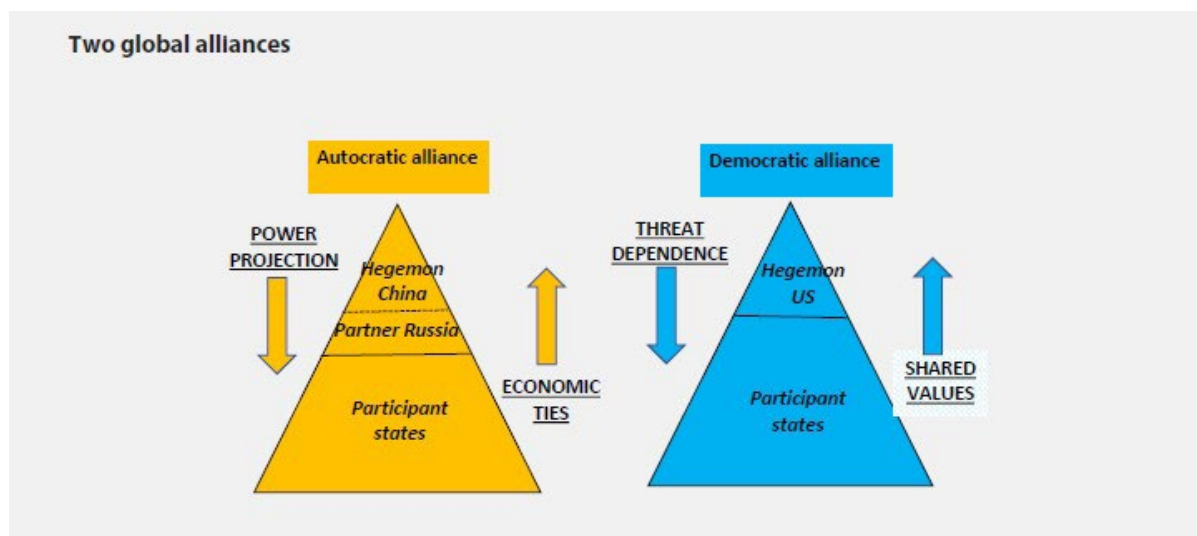 Two global alliances
Autocratic alliance
POWER
PROJECTION
Hegemon
China
Partner Russia
Participant
states
ECONOMIC
TIES
Democratic alliance
THREAT
DEPENDENCE
Hegemon
US
Participant
states
SHARED
VALUES